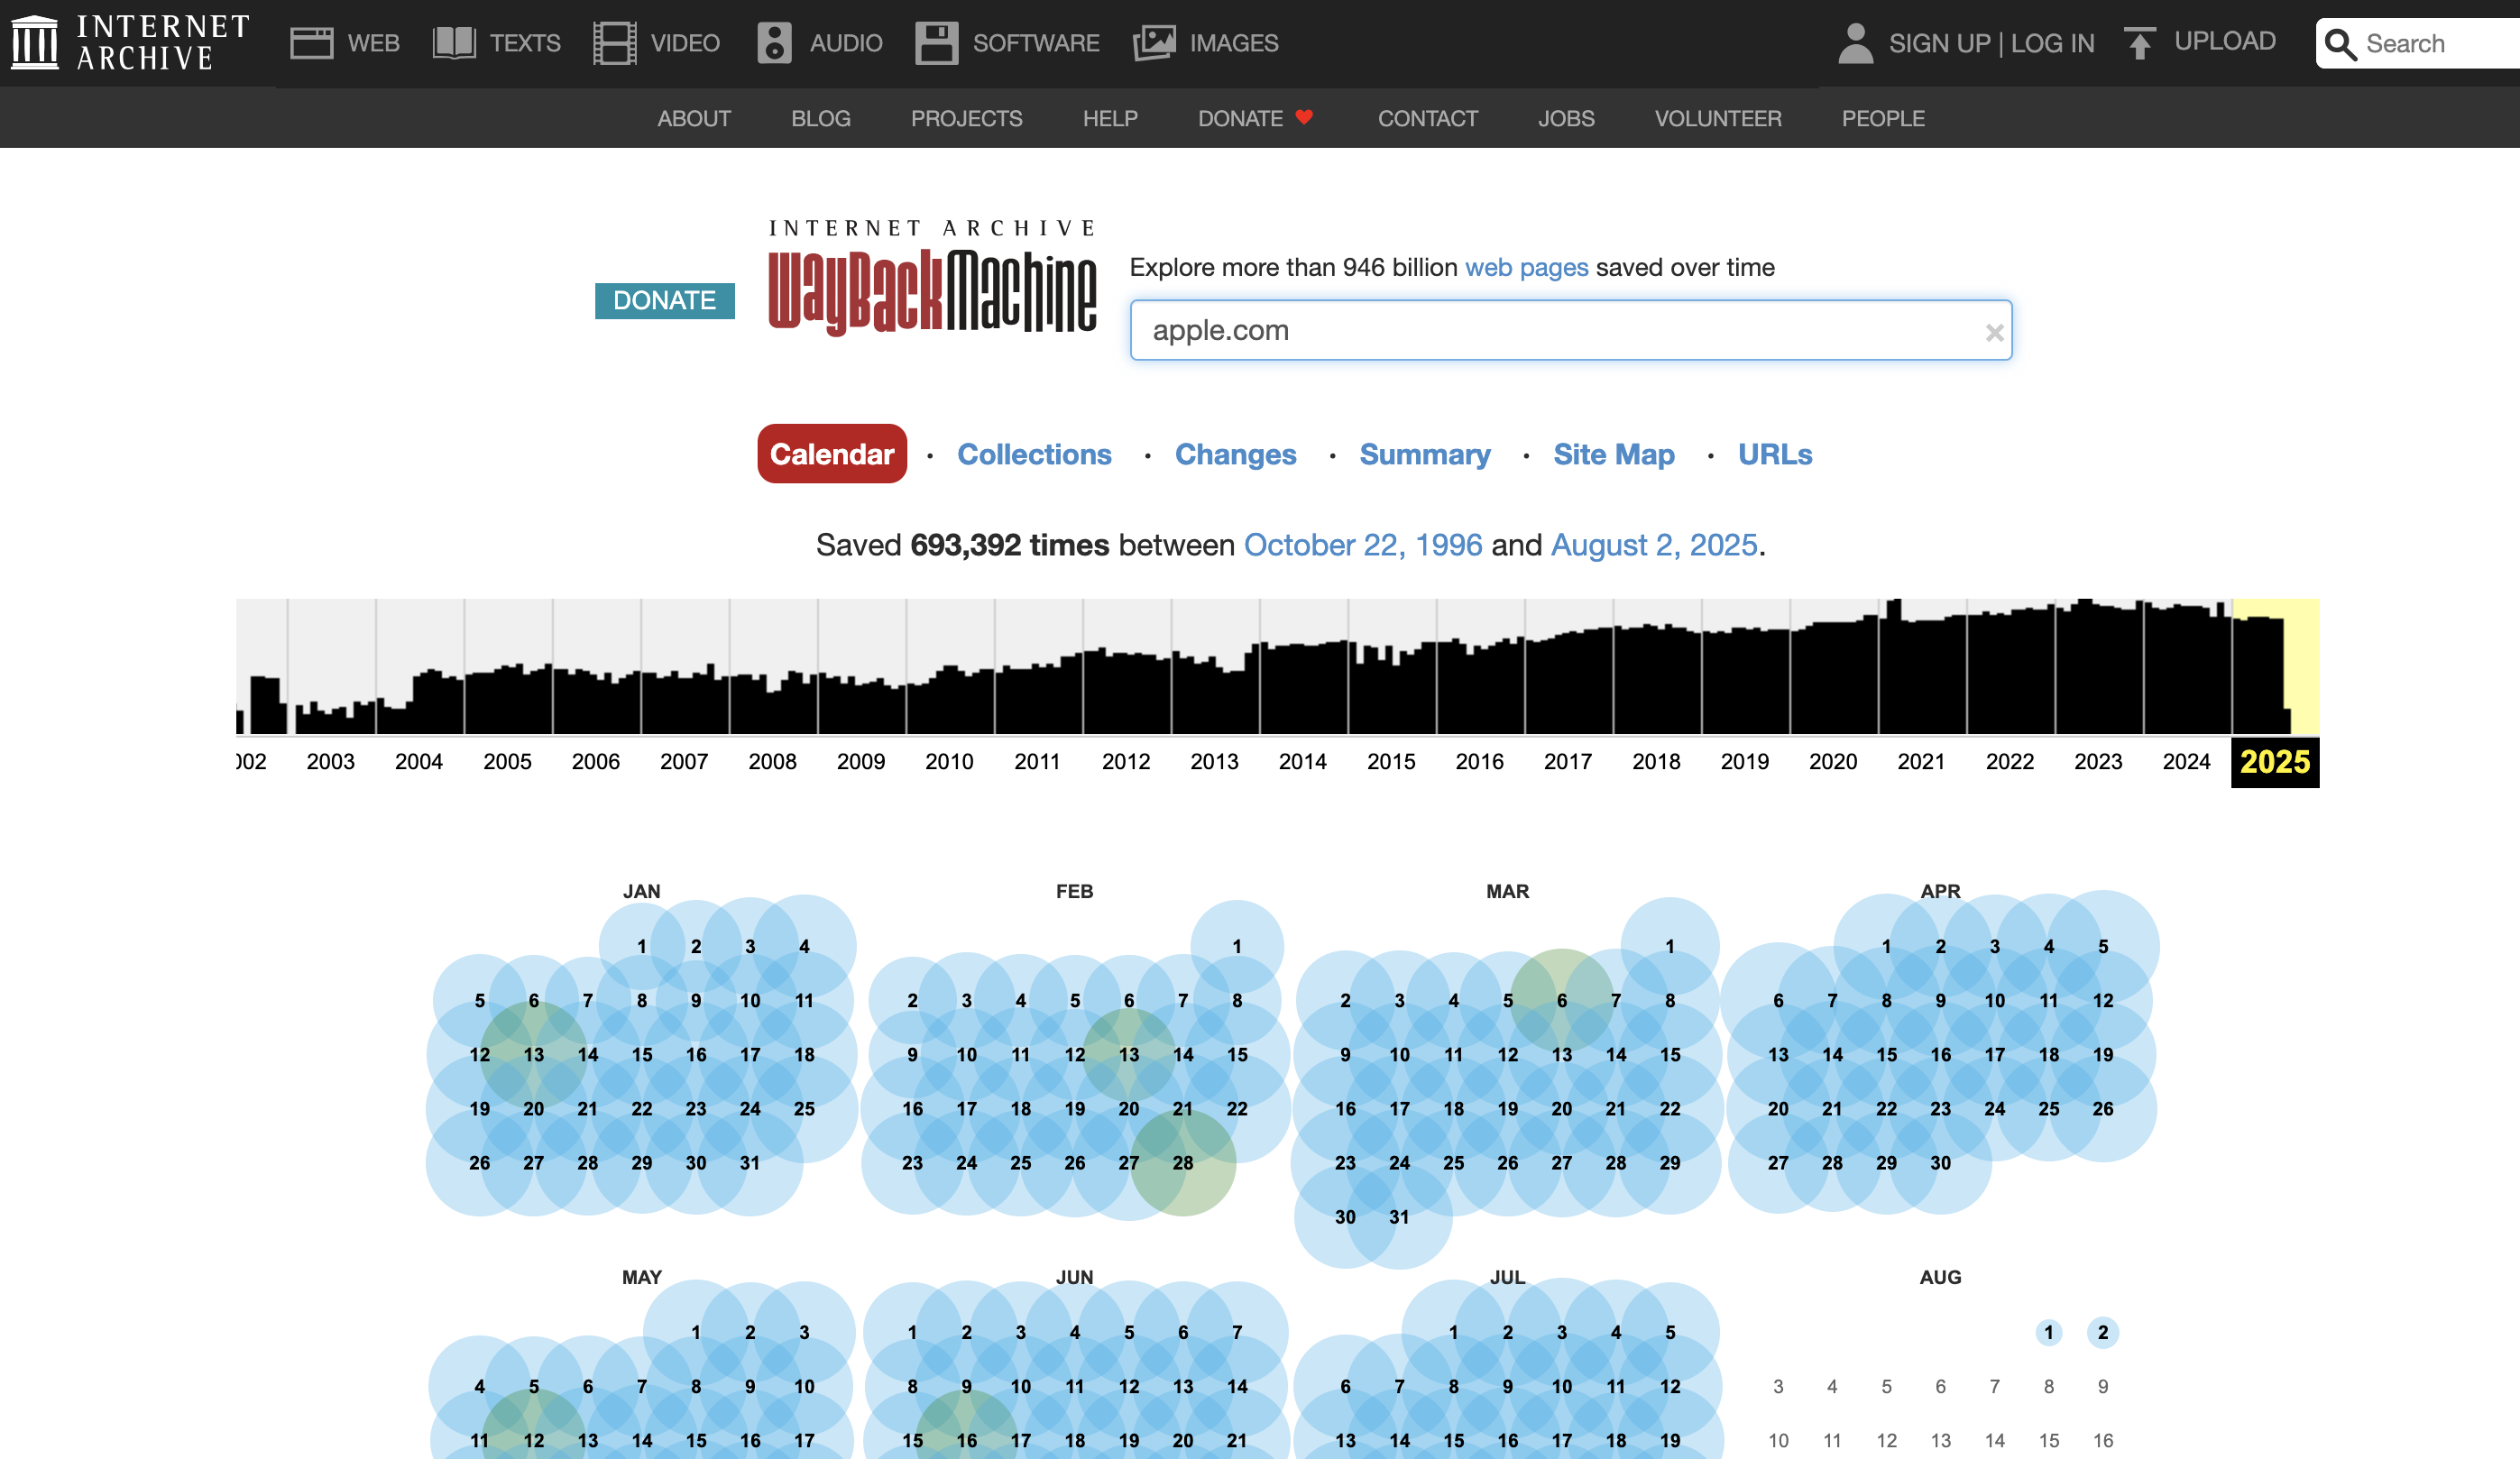 INTERNET ARCHIVE
WEB TEXTS VIDEO AUDIO SOFTWARE IMAGES SIGN UP | LOG IN UPLOAD Search
ABOUT BLOG PROJECTS HELP DONATE CONTACT JOBS VOLUNTEER PEOPLE
DONATE
INTERNET ARCHIVE
WayBackMachine
Explore more than 946 billion web pages saved over time
apple.com
×
Calendar · Collections · Changes · Summary · Site Map · URLs
Saved 693,392 times between October 22, 1996 and August 2, 2025.
002 2003 2004 2005 2006 2007 2008 2009 2010 2011 2012 2013 2014 2015 2016 2017 2018 2019 2020 2021 2022 2023 2024 2025
JAN
1 2 3 4
5 6 7 8 9 10 11
12 13 14 15 16 17 18
19 20 21 22 23 24 25
26 27 28 29 30 31
FEB
1
2 3 4 5 6 7 8
9 10 11 12 13 14 15
16 17 18 19 20 21 22
23 24 25 26 27 28
MAR
1
2 3 4 5 6 7 8
9 10 11 12 13 14 15
16 17 18 19 20 21 22
23 24 25 26 27 28 29
30 31
APR
1 2 3 4 5
6 7 8 9 10 11 12
13 14 15 16 17 18 19
20 21 22 23 24 25 26
27 28 29 30
MAY
1 2 3
4 5 6 7 8 9 10
11 12 13 14 15 16 17
JUN
1 2 3 4 5 6 7
8 9 10 11 12 13 14
15 16 17 18 19 20 21
JUL
1 2 3 4 5
6 7 8 9 10 11 12
13 14 15 16 17 18 19
AUG
1 2
3 4 5 6 7 8 9
10 11 12 13 14 15 16